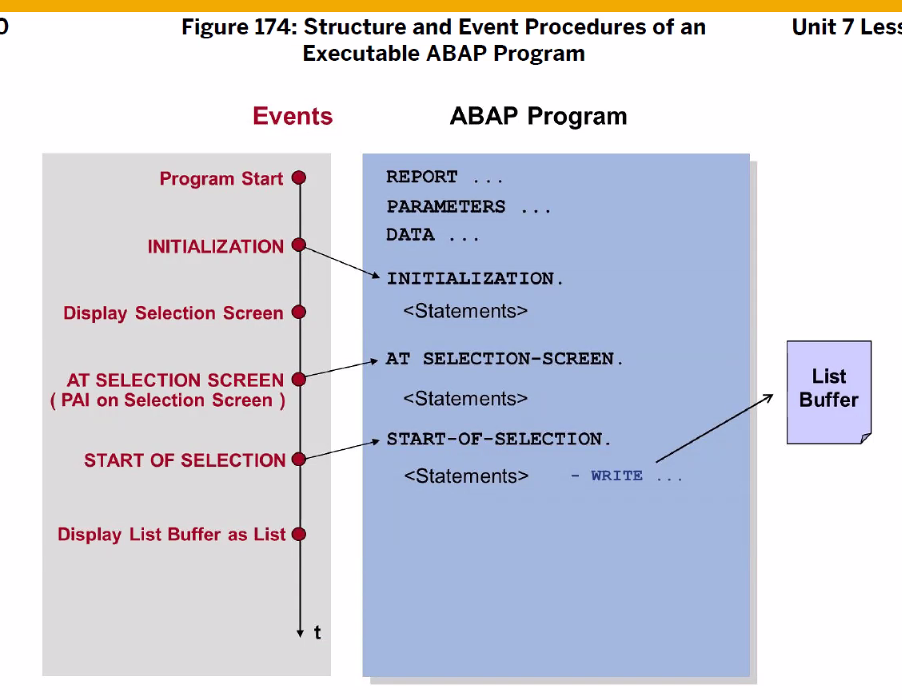 0
Figure 174: Structure and Event Procedures of an
Executable ABAP Program
Unit 7 Less
Events
ABAP Program
Program Start
INITIALIZATION
Display Selection Screen
AT SELECTION SCREEN
( PAI on Selection Screen )
START OF SELECTION
Display List Buffer as List
t
REPORT ...
PARAMETERS ...
DATA ...
INITIALIZATION.
<Statements>
AT SELECTION-SCREEN.
<Statements>
START-OF-SELECTION.
<Statements> - WRITE ...
List
Buffer